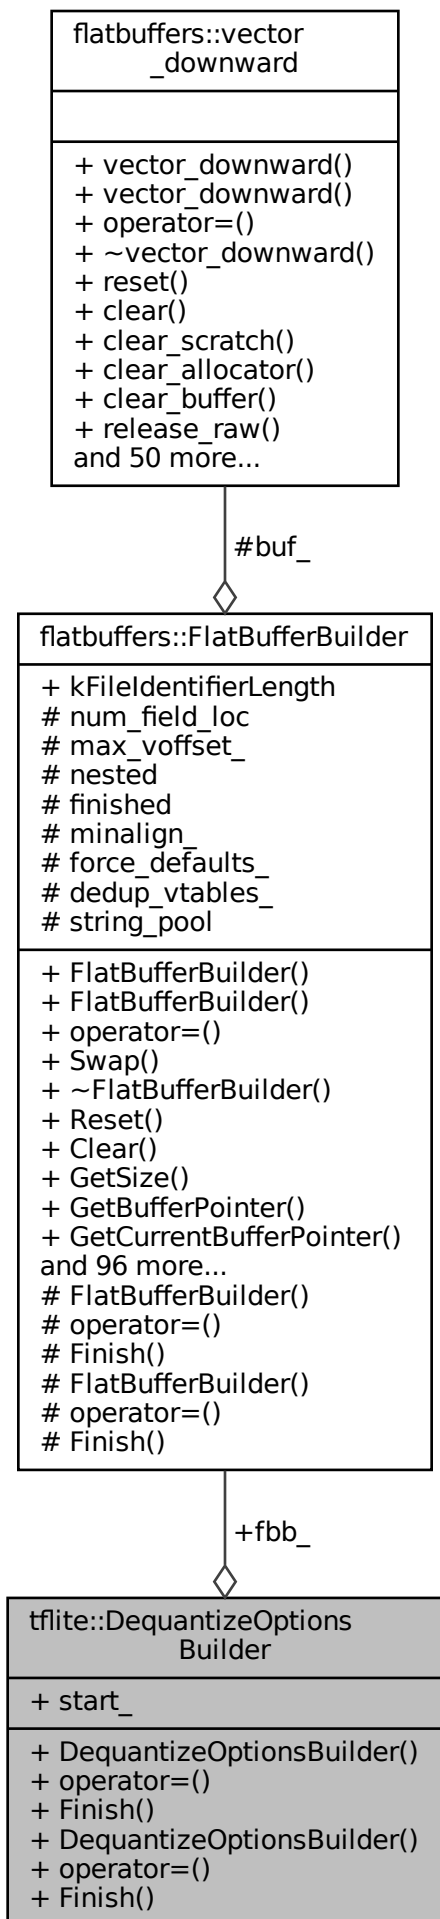 flatbuffers::vector
_downward
+ vector_downward()
+ vector_downward()
+ operator=()
+ ~vector_downward()
+ reset()
+ clear()
+ clear_scratch()
+ clear_allocator()
+ clear_buffer()
+ release_raw()
and 50 more...
#buf_
flatbuffers::FlatBufferBuilder
+ kFileIdentifierLength
# num_field_loc
# max_voffset_
# nested
# finished
# minalign_
# force_defaults_
# dedup_vtables_
# string_pool
+ FlatBufferBuilder()
+ FlatBufferBuilder()
+ operator=()
+ Swap()
+ ~FlatBufferBuilder()
+ Reset()
+ Clear()
+ GetSize()
+ GetBufferPointer()
+ GetCurrentBufferPointer()
and 96 more...
# FlatBufferBuilder()
# operator=()
# Finish()
# FlatBufferBuilder()
# operator=()
# Finish()
+fbb_
tflite::DequantizeOptions
Builder
+ start_
+ DequantizeOptionsBuilder()
+ operator=()
+ Finish()
+ DequantizeOptionsBuilder()
+ operator=()
+ Finish()